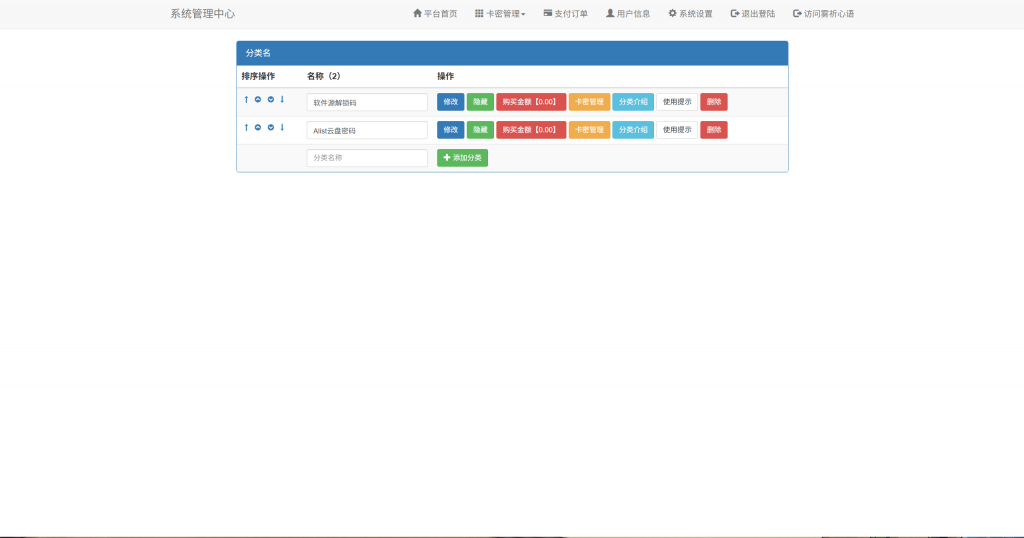 系统管理中心 平台首页 卡密管理 支付订单 用户信息 系统设置 退出登陆 访问窨祈心语
分类名
排序操作 名称（2） 操作
软件源解锁码 修改 隐藏 购买金额【0.00】 卡密管理 分类介绍 使用提示 删除
Alist云盘密码 修改 隐藏 购买金额【0.00】 卡密管理 分类介绍 使用提示 删除
分类名称 添加分类